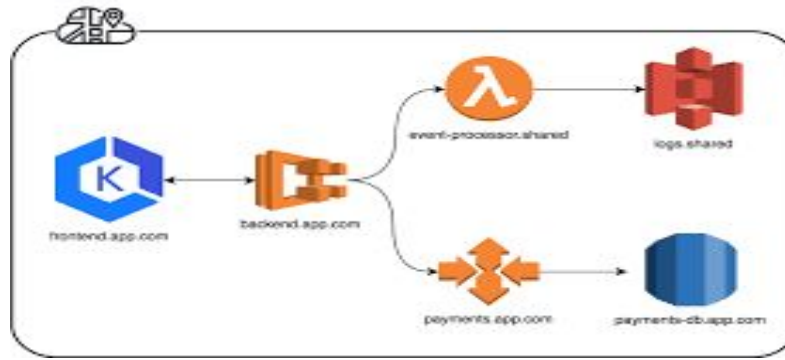 event-processor.shared
logs.shared
K
frontend.app.com
backend.app.com
payments.app.com
payments-db.app.com